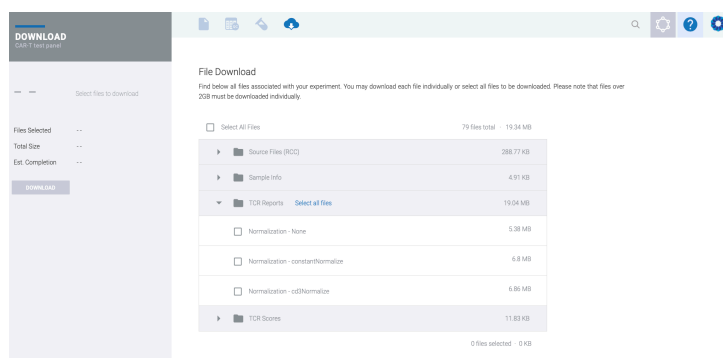 DOWNLOAD
CAR-T test panel
Select files to download
Files Selected - -
Total Size - -
Est. Completion - -
DOWNLOAD
File Download
Find below all files associated with your experiment. You may download each file individually or select all files to be downloaded. Please note that files over
2GB must be downloaded individually.
Select All Files 79 files total · 19.34 MB
Source Files (RCC) 288.77 KB
Sample Info 4.91 KB
TCR Reports Select all files 19.04 MB
Normalization - None 5.38 MB
Normalization - constantNormalize 6.8 MB
Normalization - cd3Normalize 6.86 MB
TCR Scores 11.83 KB
0 files selected · 0 KB